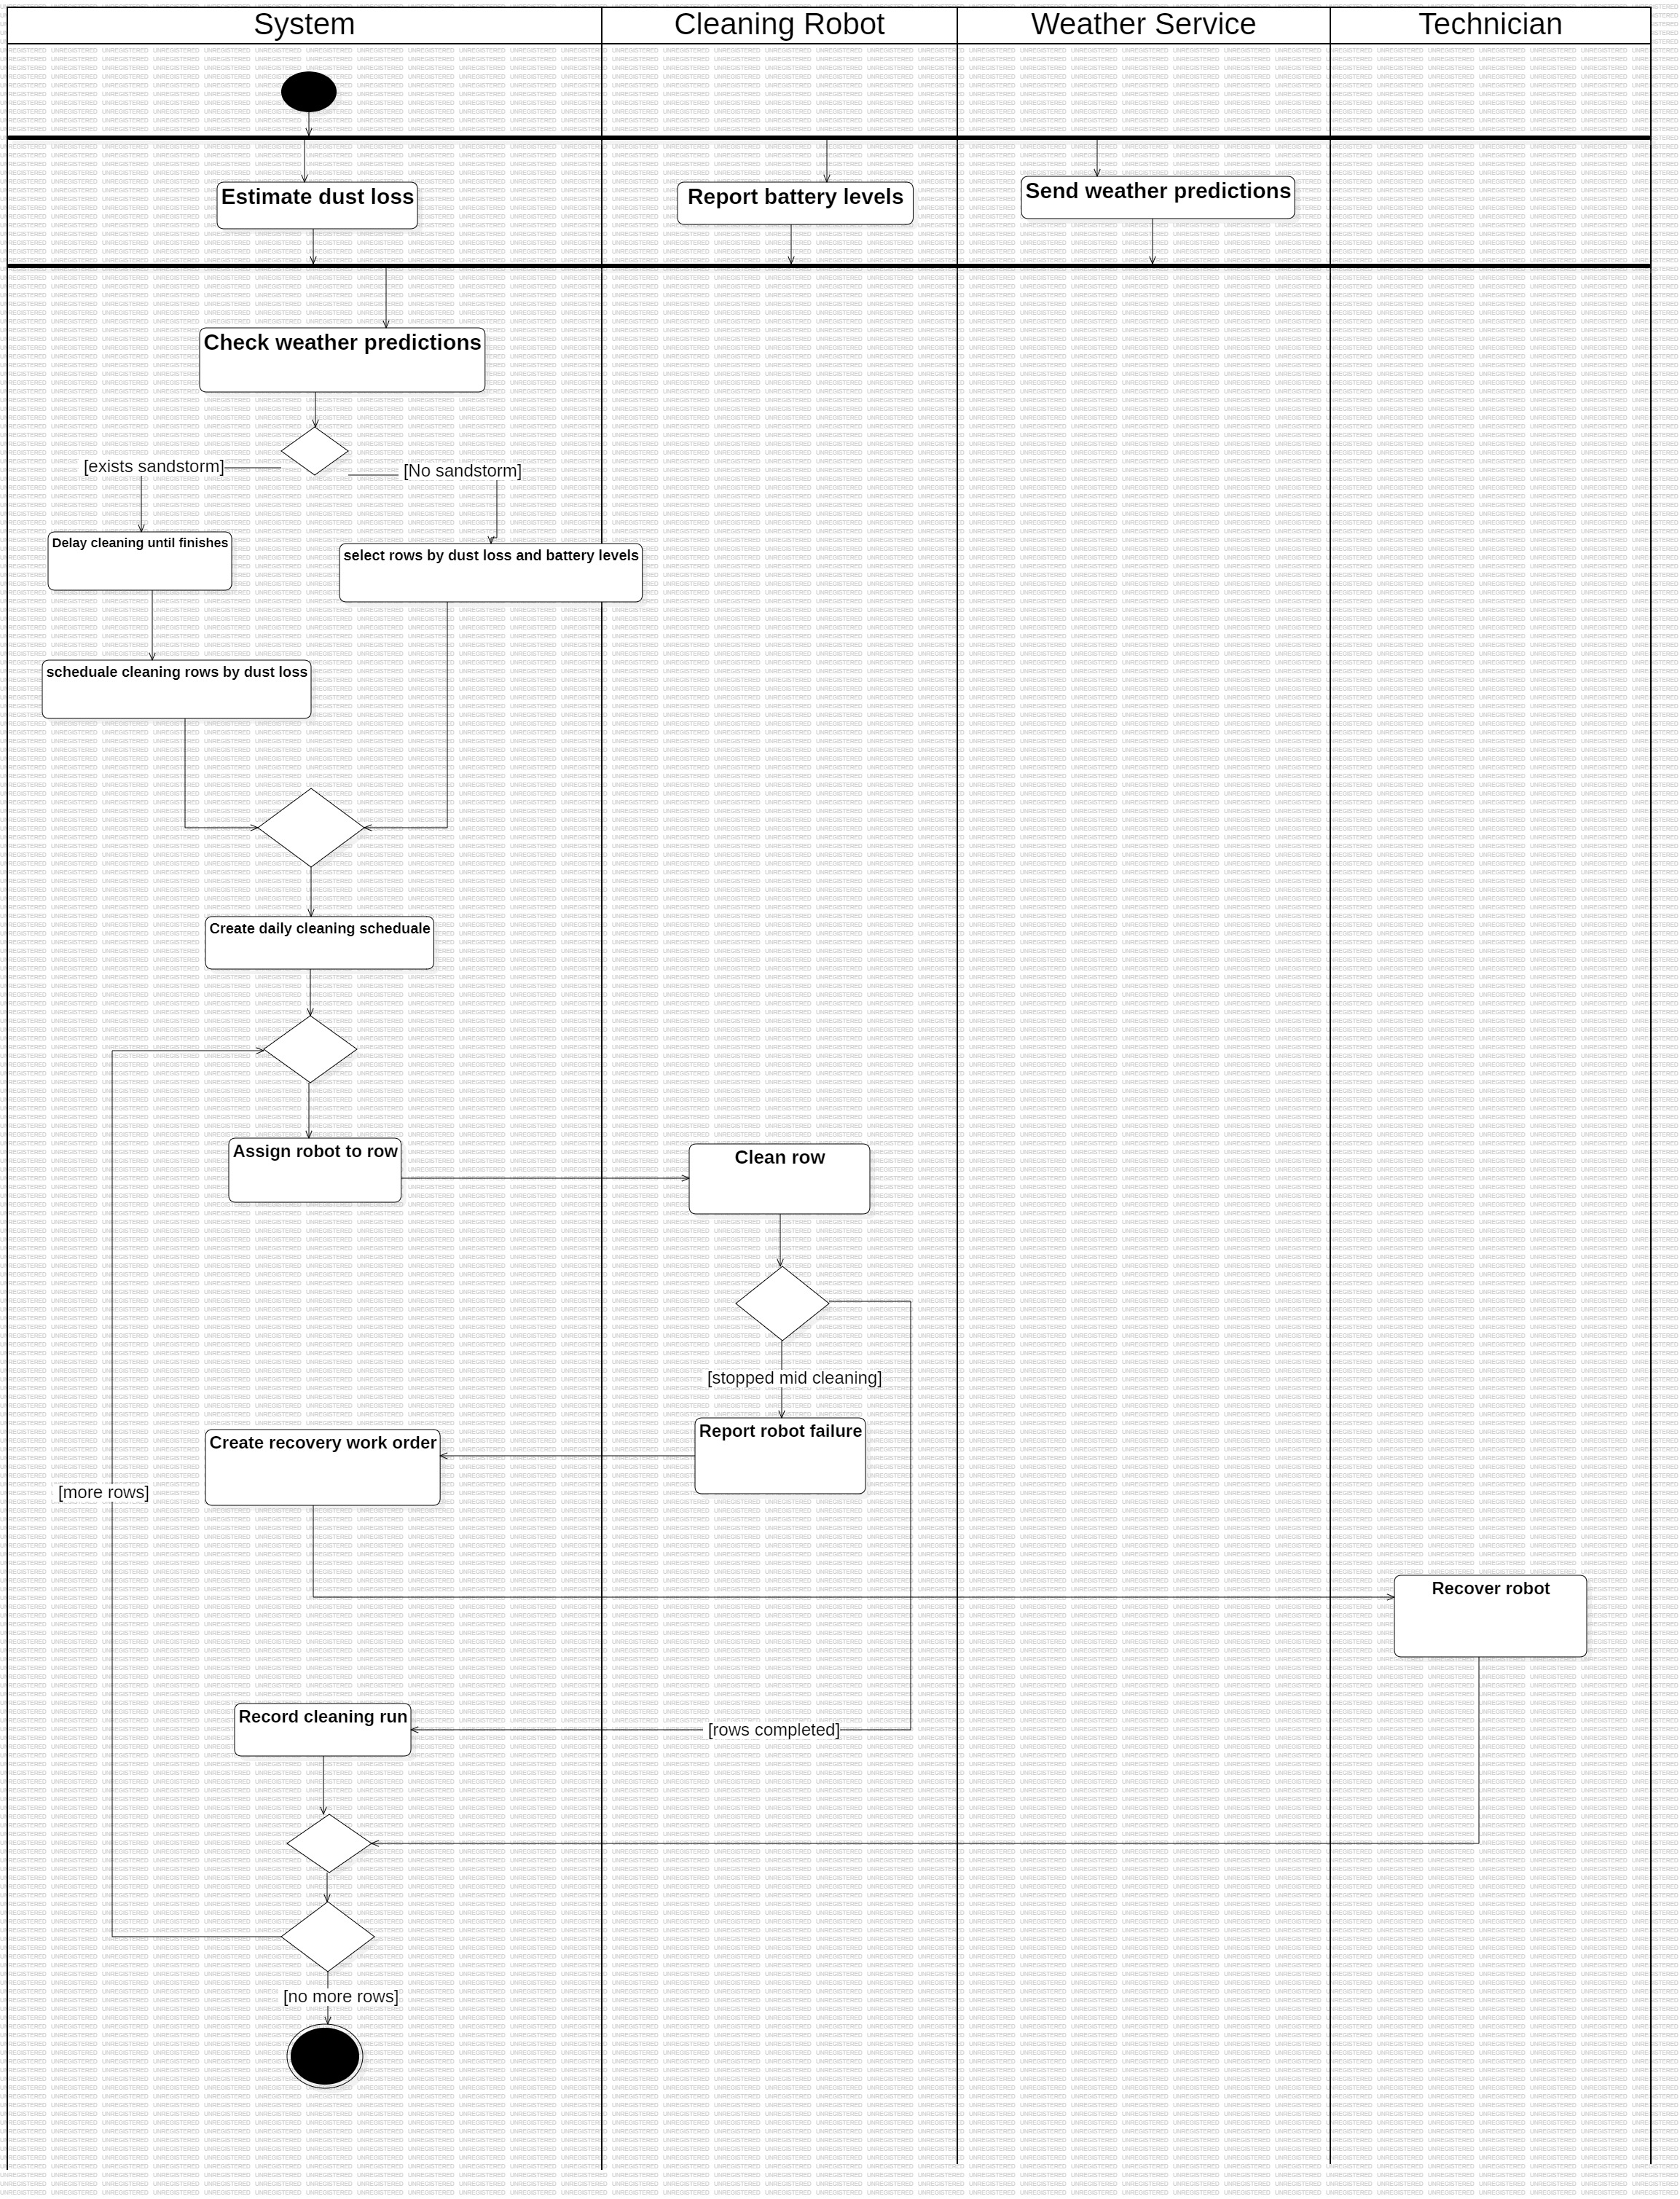 System
Cleaning Robot
Weather Service
Technician
Estimate dust loss
Report battery levels
Send weather predictions
Check weather predictions
[exists sandstorm]
[No sandstorm]
Delay cleaning until finishes
select rows by dust loss and battery levels
scheduale cleaning rows by dust loss
Create daily cleaning scheduale
Assign robot to row
Clean row
[stopped mid cleaning]
Report robot failure
Create recovery work order
[more rows]
Recover robot
Record cleaning run
[rows completed]
[no more rows]
UNREGISTERED